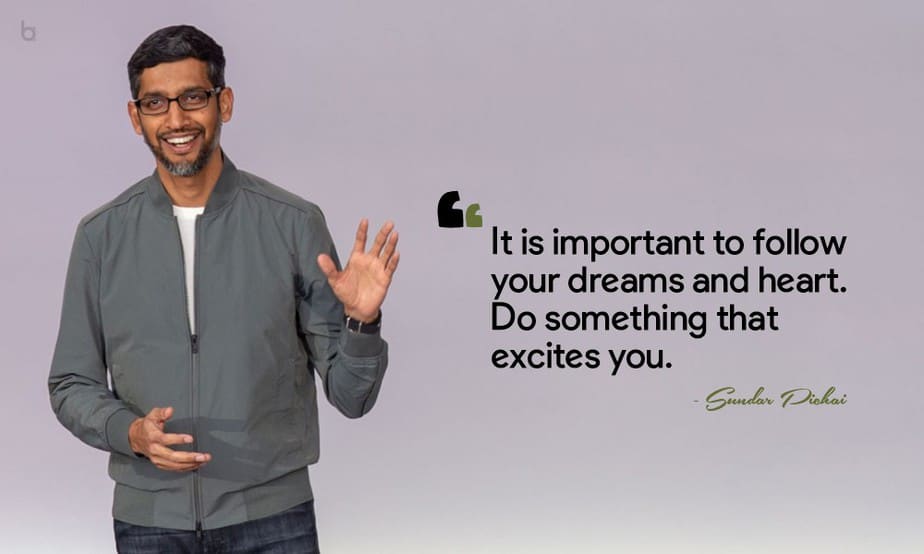 It is important to follow
your dreams and heart.
Do something that
excites you.
- Sundar Pichai